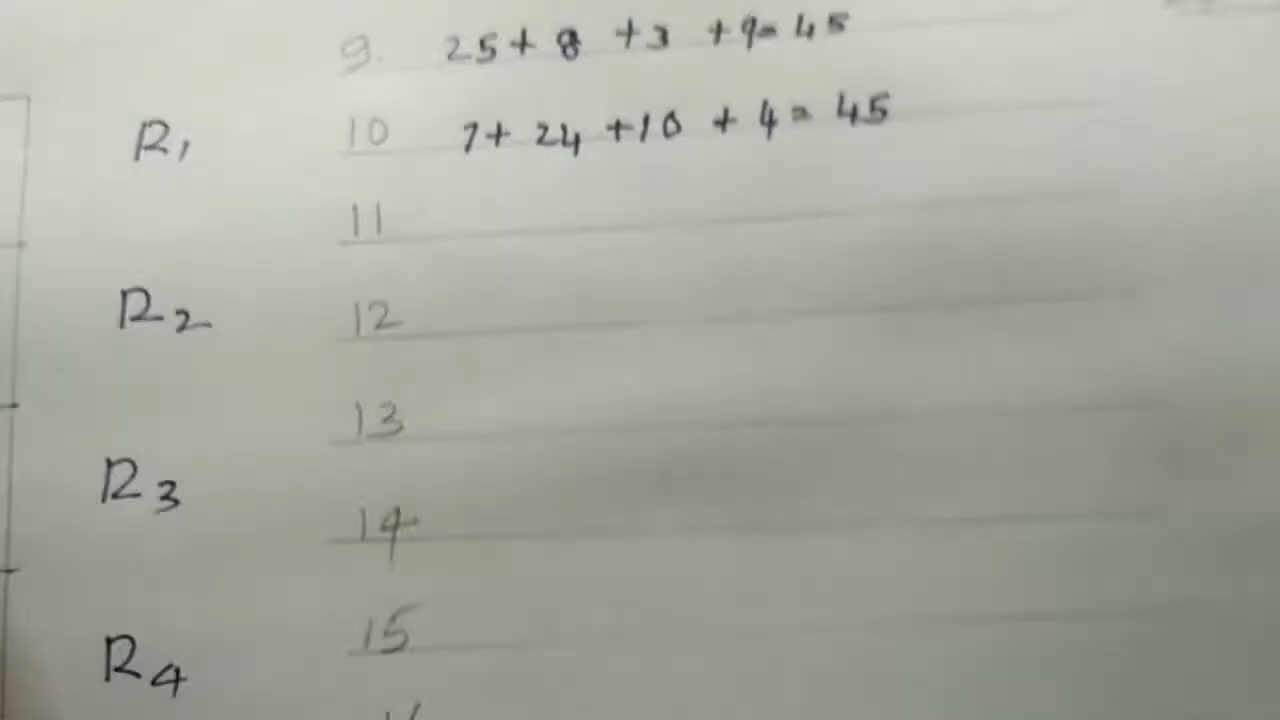 9. 25 + 8 + 3 + 9 = 45
R1 10 7 + 24 + 10 + 4 = 45
11
R2 12
13
R3 14
15
R4